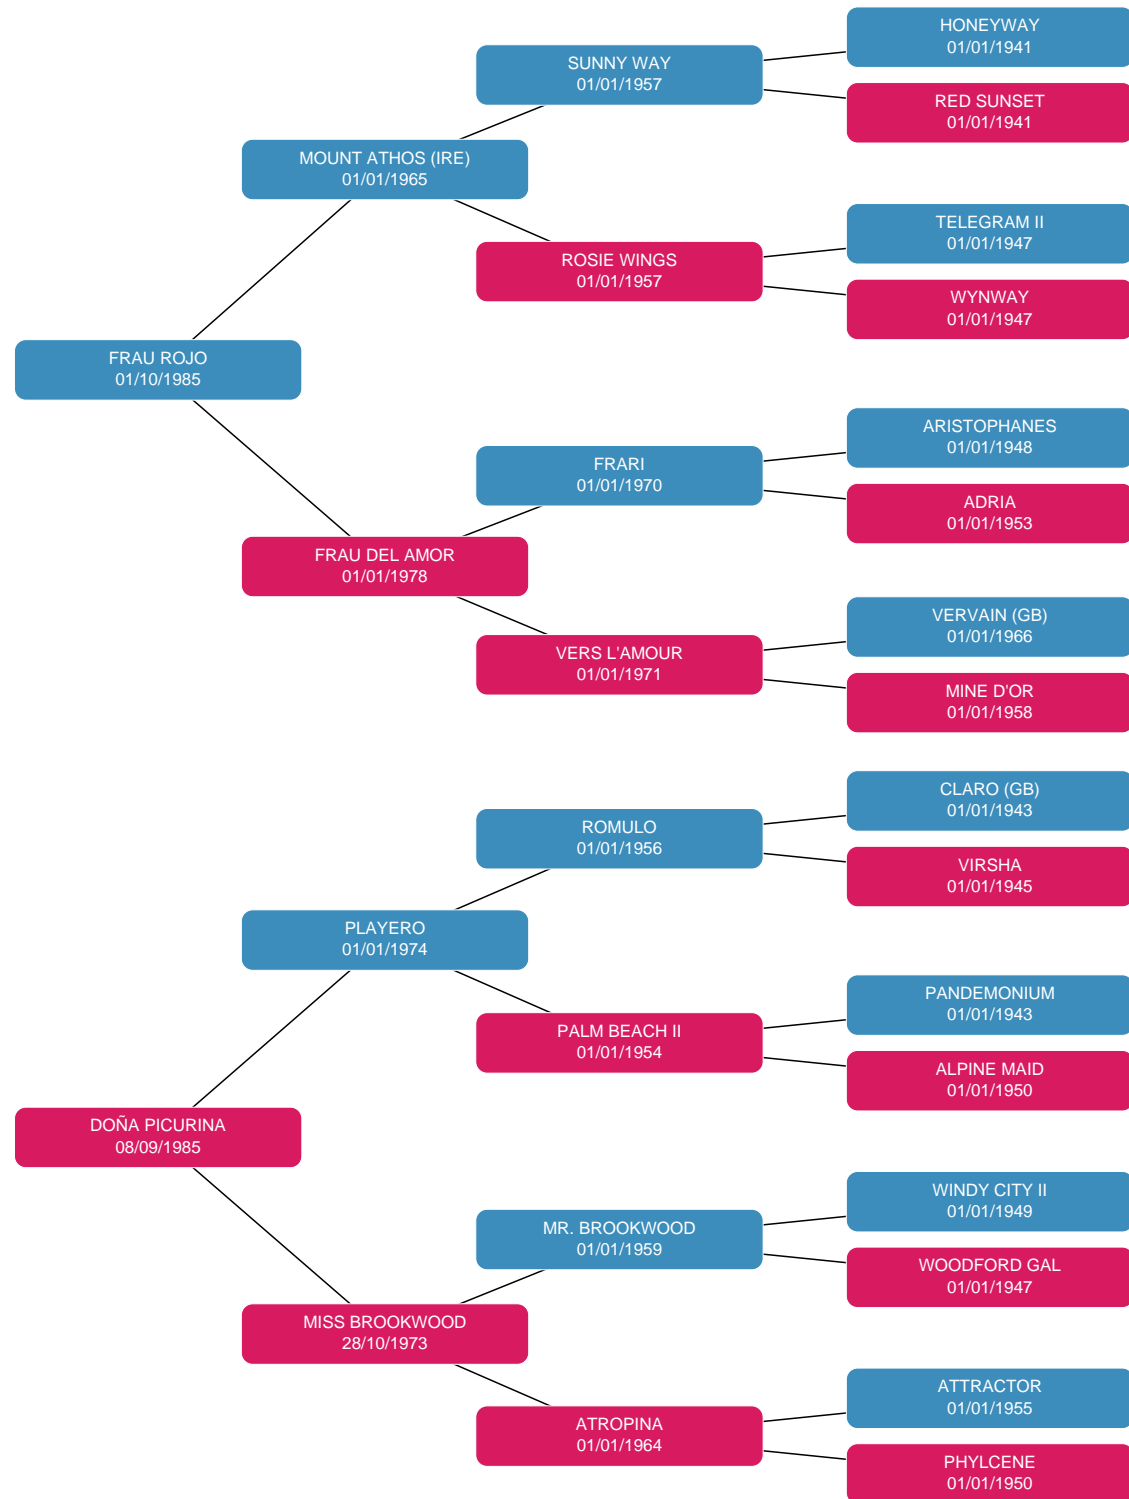 HONEYWAY
01/01/1941
SUNNY WAY
01/01/1957
RED SUNSET
01/01/1941
MOUNT ATHOS (IRE)
01/01/1965
TELEGRAM II
01/01/1947
ROSIE WINGS
01/01/1957
WYNWAY
01/01/1947
FRAU ROJO
01/10/1985
ARISTOPHANES
01/01/1948
FRARI
01/01/1970
ADRIA
01/01/1953
FRAU DEL AMOR
01/01/1978
VERVAIN (GB)
01/01/1966
VERS L'AMOUR
01/01/1971
MINE D'OR
01/01/1958
CLARO (GB)
01/01/1943
ROMULO
01/01/1956
VIRSHA
01/01/1945
PLAYERO
01/01/1974
PANDEMONIUM
01/01/1943
PALM BEACH II
01/01/1954
ALPINE MAID
01/01/1950
DOÑA PICURINA
08/09/1985
WINDY CITY II
01/01/1949
MR. BROOKWOOD
01/01/1959
WOODFORD GAL
01/01/1947
MISS BROOKWOOD
28/10/1973
ATTRACTOR
01/01/1955
ATROPINA
01/01/1964
PHYLCENE
01/01/1950